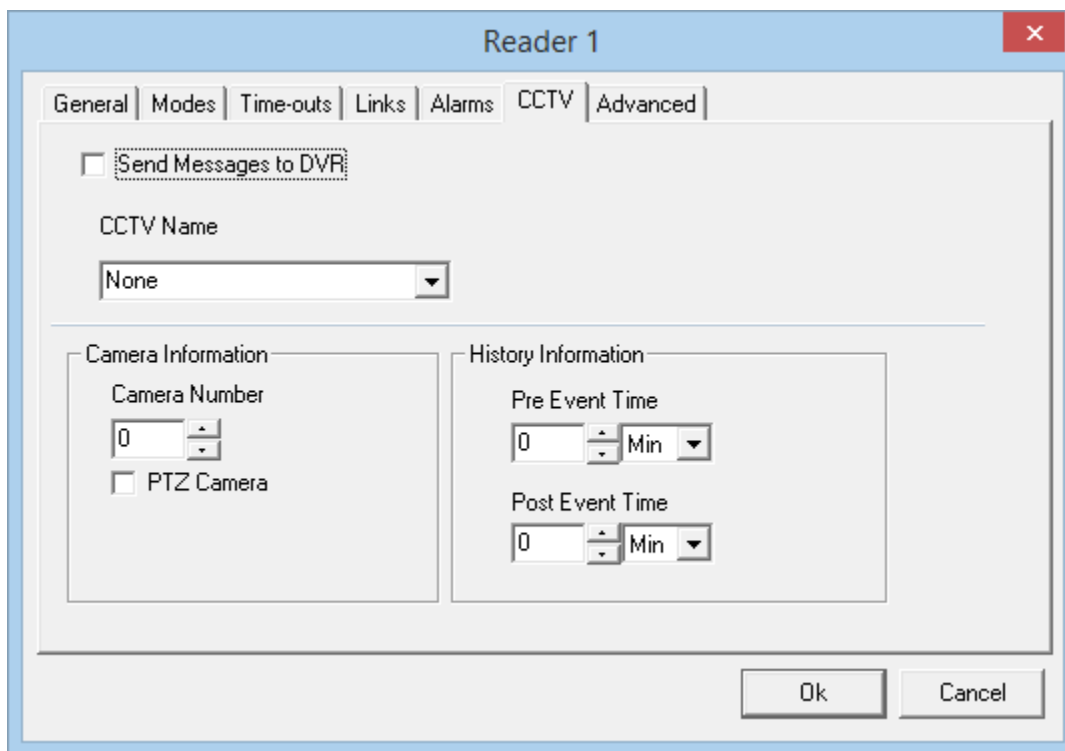 Reader 1
General Modes Time-outs Links Alarms CCTV Advanced
Send Messages to DVR
CCTV Name
None
Camera Information
Camera Number
0
PTZ Camera
History Information
Pre Event Time
0 Min
Post Event Time
0 Min
Ok Cancel